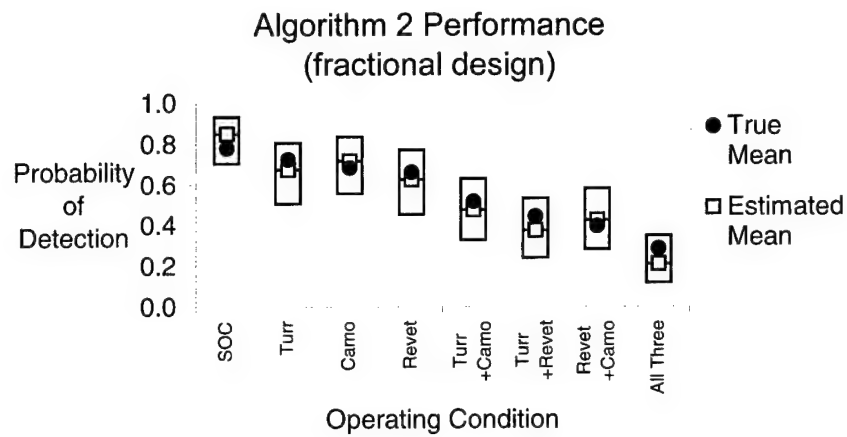 Algorithm 2 Performance
(fractional design)
Probability
of
Detection
1.0
0.8
0.6
0.4
0.2
0.0
SOC
Turr
Camo
Revet
Turr
+Camo
Turr
+Revet
Revet
+Camo
All Three
Operating Condition
True
Mean
Estimated
Mean